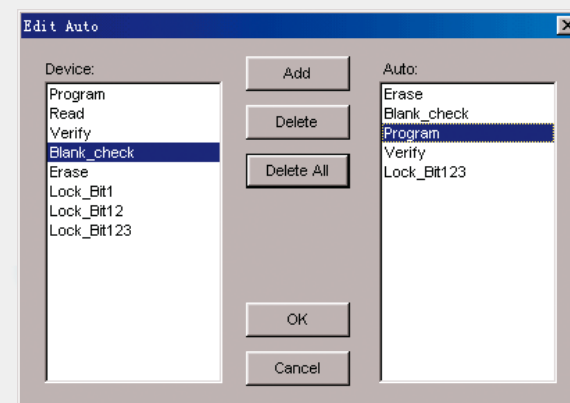 Edit Auto
Device:
Program
Read
Verify
Blank_check
Erase
Lock_Bit1
Lock_Bit12
Lock_Bit123
Add
Delete
Delete All
OK
Cancel
Auto:
Erase
Blank_check
Program
Verify
Lock_Bit123